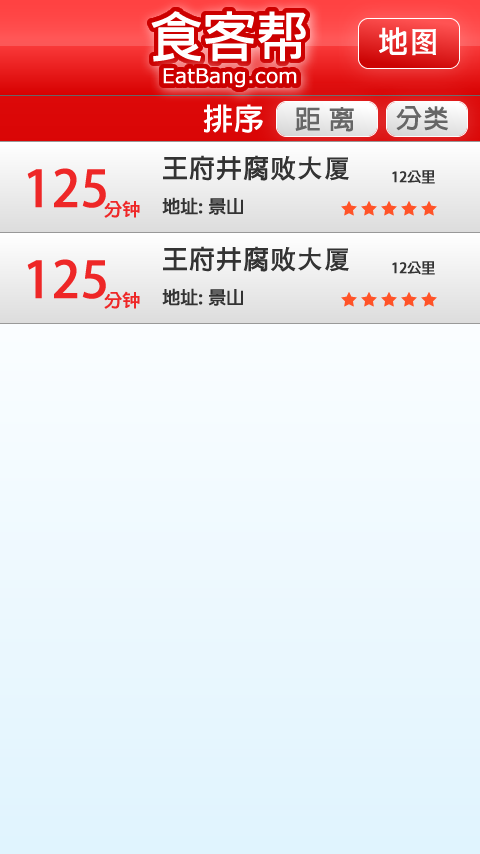 食客帮
EatBang.com
地图
排序 距离 分类
125分钟
王府井腐败大厦
12公里
地址: 景山
125分钟
王府井腐败大厦
12公里
地址: 景山